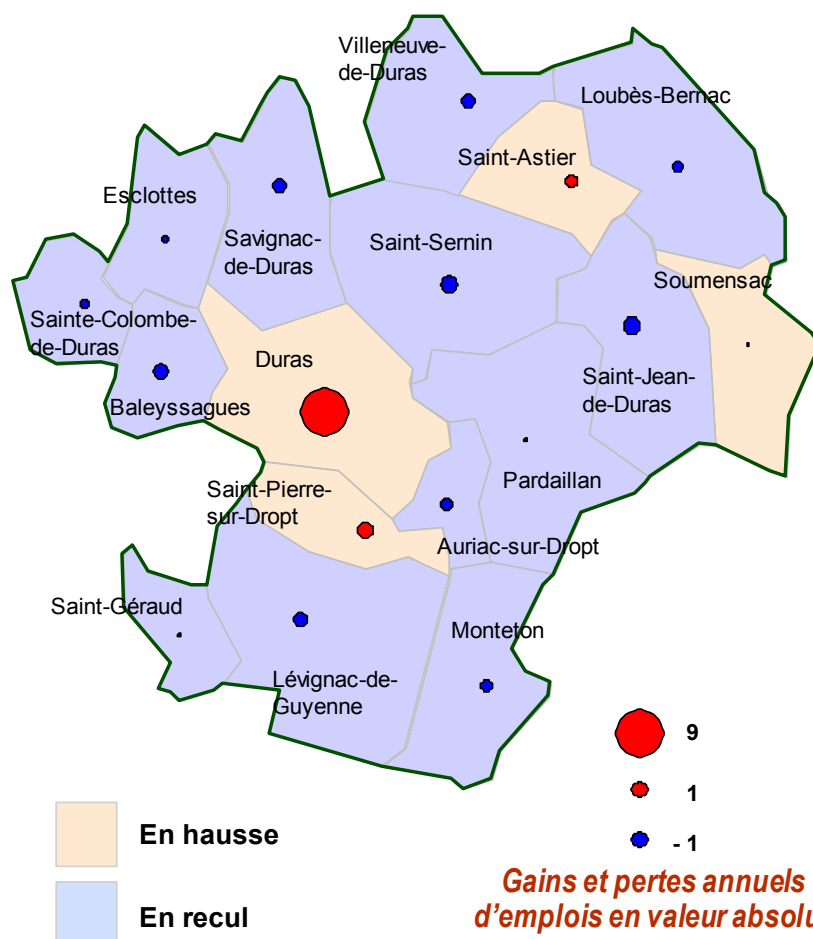 Villeneuve-
de-Duras
Loubès-Bernac
Saint-Astier
Esclottes
Savignac-
de-Duras
Saint-Sernin
Soumensac
Sainte-Colombe-
de-Duras
Duras
Saint-Jean-
de-Duras
Baleyssagues
Saint-Pierre-
sur-Dropt
Pardaillan
Auriac-sur-Dropt
Saint-Géraud
Monteton
Lévignac-de-
Guyenne
9
1
- 1
En hausse
En recul
Gains et pertes annuels
d'emplois en valeur absolu